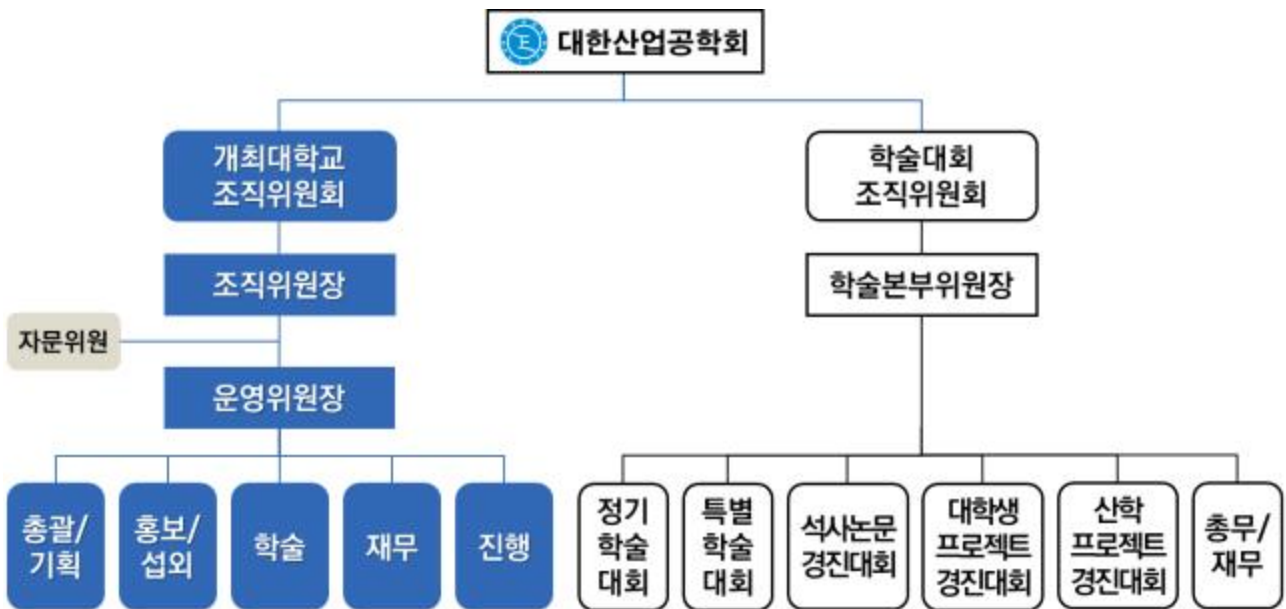 대한산업공학회
개최대학교
조직위원회
학술대회
조직위원회
조직위원장
학술본부위원장
자문위원
운영위원장
총괄/
기획
홍보/
섭외
학술
재무
진행
정기
학술
대회
특별
학술
대회
석사논문
경진대회
대학생
프로젝트
경진대회
산학
프로젝트
경진대회
총무/
재무